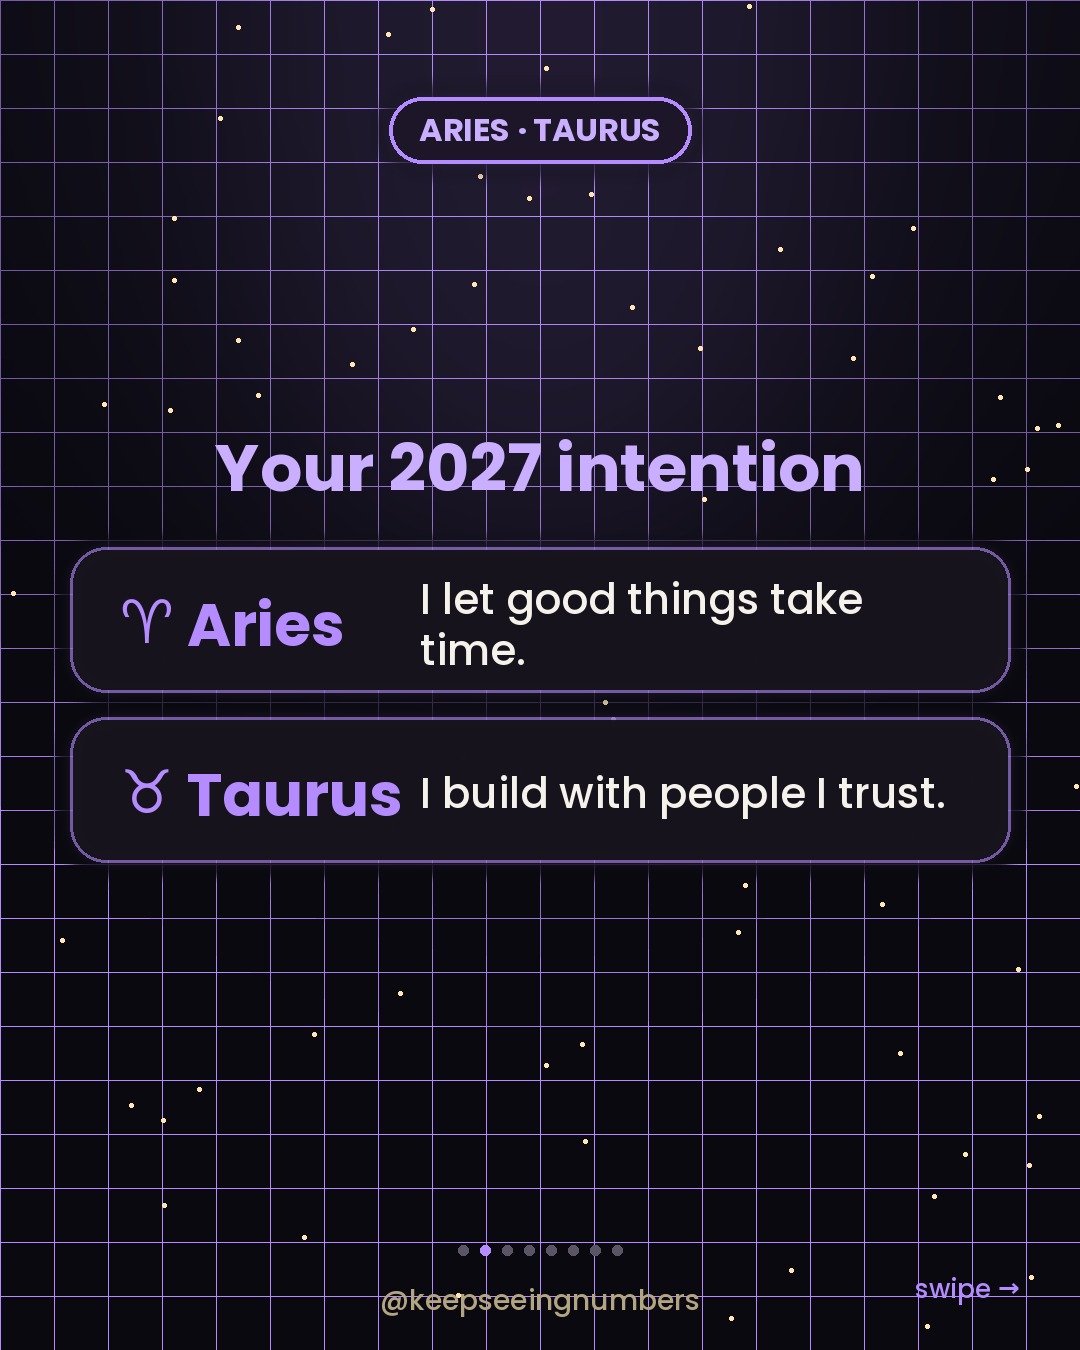 ARIES · TAURUS
Your 2027 intention
♈ Aries
I let good things take
time.
♉ Taurus
I build with people I trust.
swipe →
@keepseeingnumbers